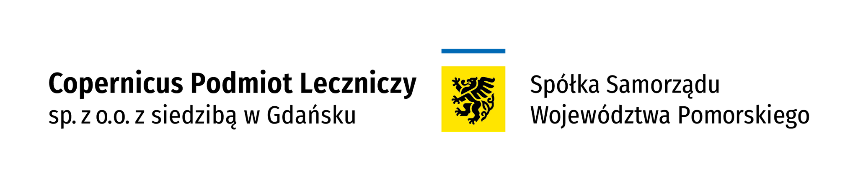 Copernicus Podmiot Leczniczy
sp. z o.o. z siedzibą w Gdańsku
Spółka Samorządu
Województwa Pomorskiego